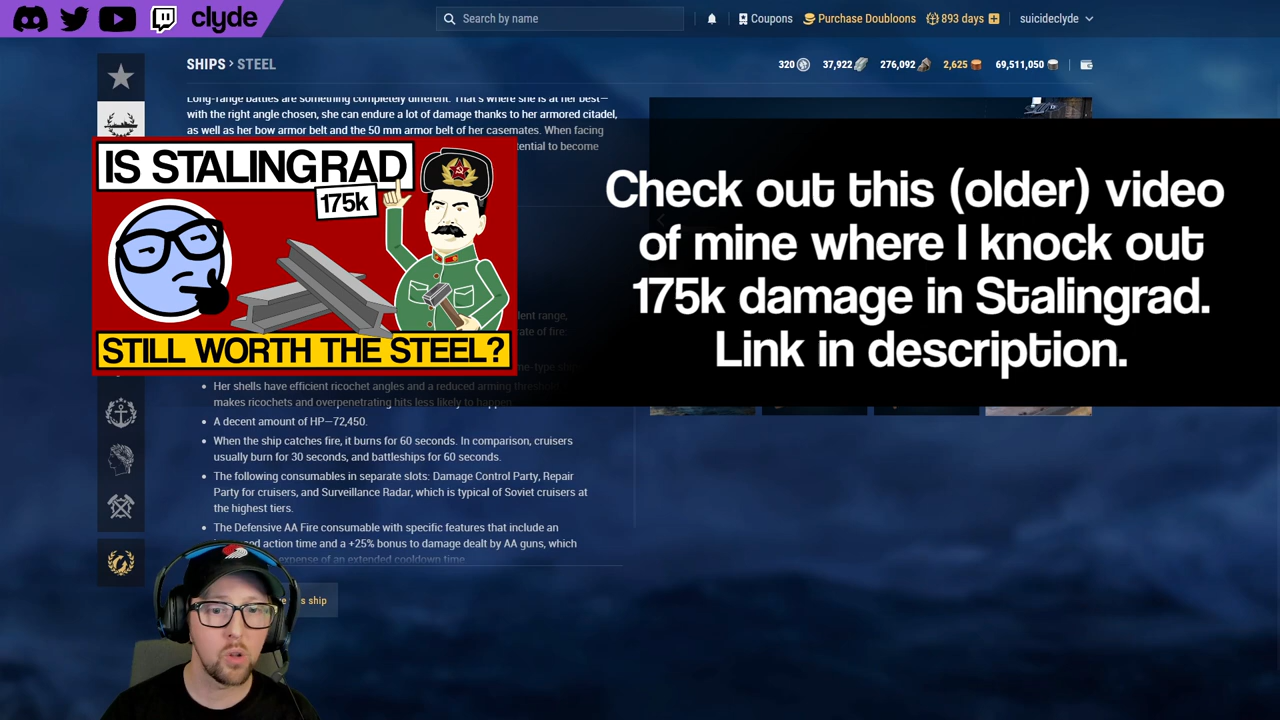 clyde
Search by name
Coupons
Purchase Doubloons
893 days
suicideclyde
SHIPS > STEEL
320
37,922
276,092
2,625
69,511,050
Long-range battles are something completely different. That's where she is at her best—
with the right angle chosen, she can endure a lot of damage thanks to her armored citadel,
as well as her bow armor belt and the 50 mm armor belt of her casemates. When facing
tential to become
IS STALINGRAD
175k
STILL WORTH THE STEEL?
Check out this (older) video
of mine where I knock out
175k damage in Stalingrad.
Link in description.
lent range,
rate of fire:
me-type ships
Her shells have efficient ricochet angles and a reduced arming threshold
makes ricochets and overpenetrating hits less likely to happen.
• A decent amount of HP—72,450.
• When the ship catches fire, it burns for 60 seconds. In comparison, cruisers
usually burn for 30 seconds, and battleships for 60 seconds.
• The following consumables in separate slots: Damage Control Party, Repair
Party for cruisers, and Surveillance Radar, which is typical of Soviet cruisers at
the highest tiers.
• The Defensive AA Fire consumable with specific features that include an
action time and a +25% bonus to damage dealt by AA guns, which
expense of an extended cooldown time.
ship